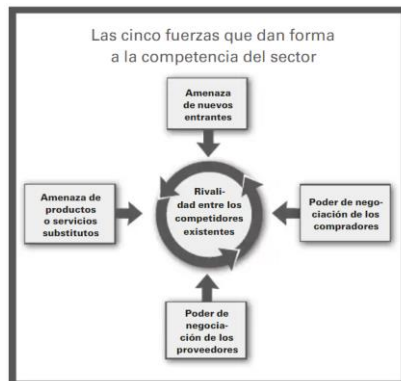 Las cinco fuerzas que dan forma
a la competencia del sector
Amenaza
de nuevos
entrantes
Amenaza de
productos
o servicios
substitutos
Rivali-
dad entre los
competidores
existentes
Poder de nego-
ciación de los
compradores
Poder de
negocia-
ción de los
proveedores